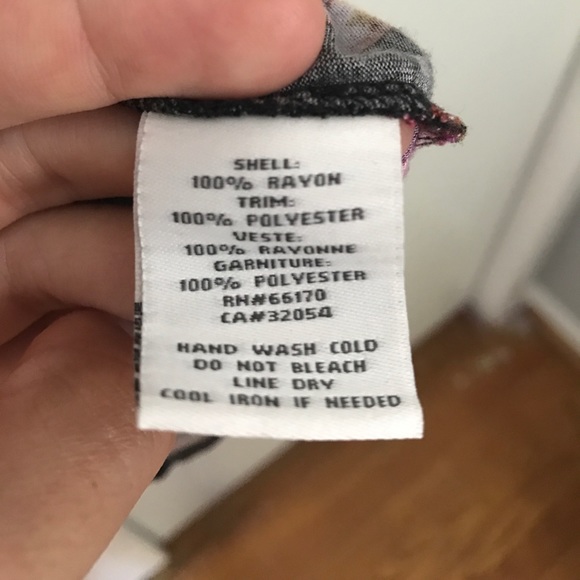 SHELL:
100% RAYON
TRIM:
100% POLYESTER
VESTE:
100% RAYONNE
GARNITURE:
100% POLYESTER
RN#66170
CA#32054
HAND WASH COLD
DO NOT BLEACH
LINE DRY
COOL IRON IF NEEDED